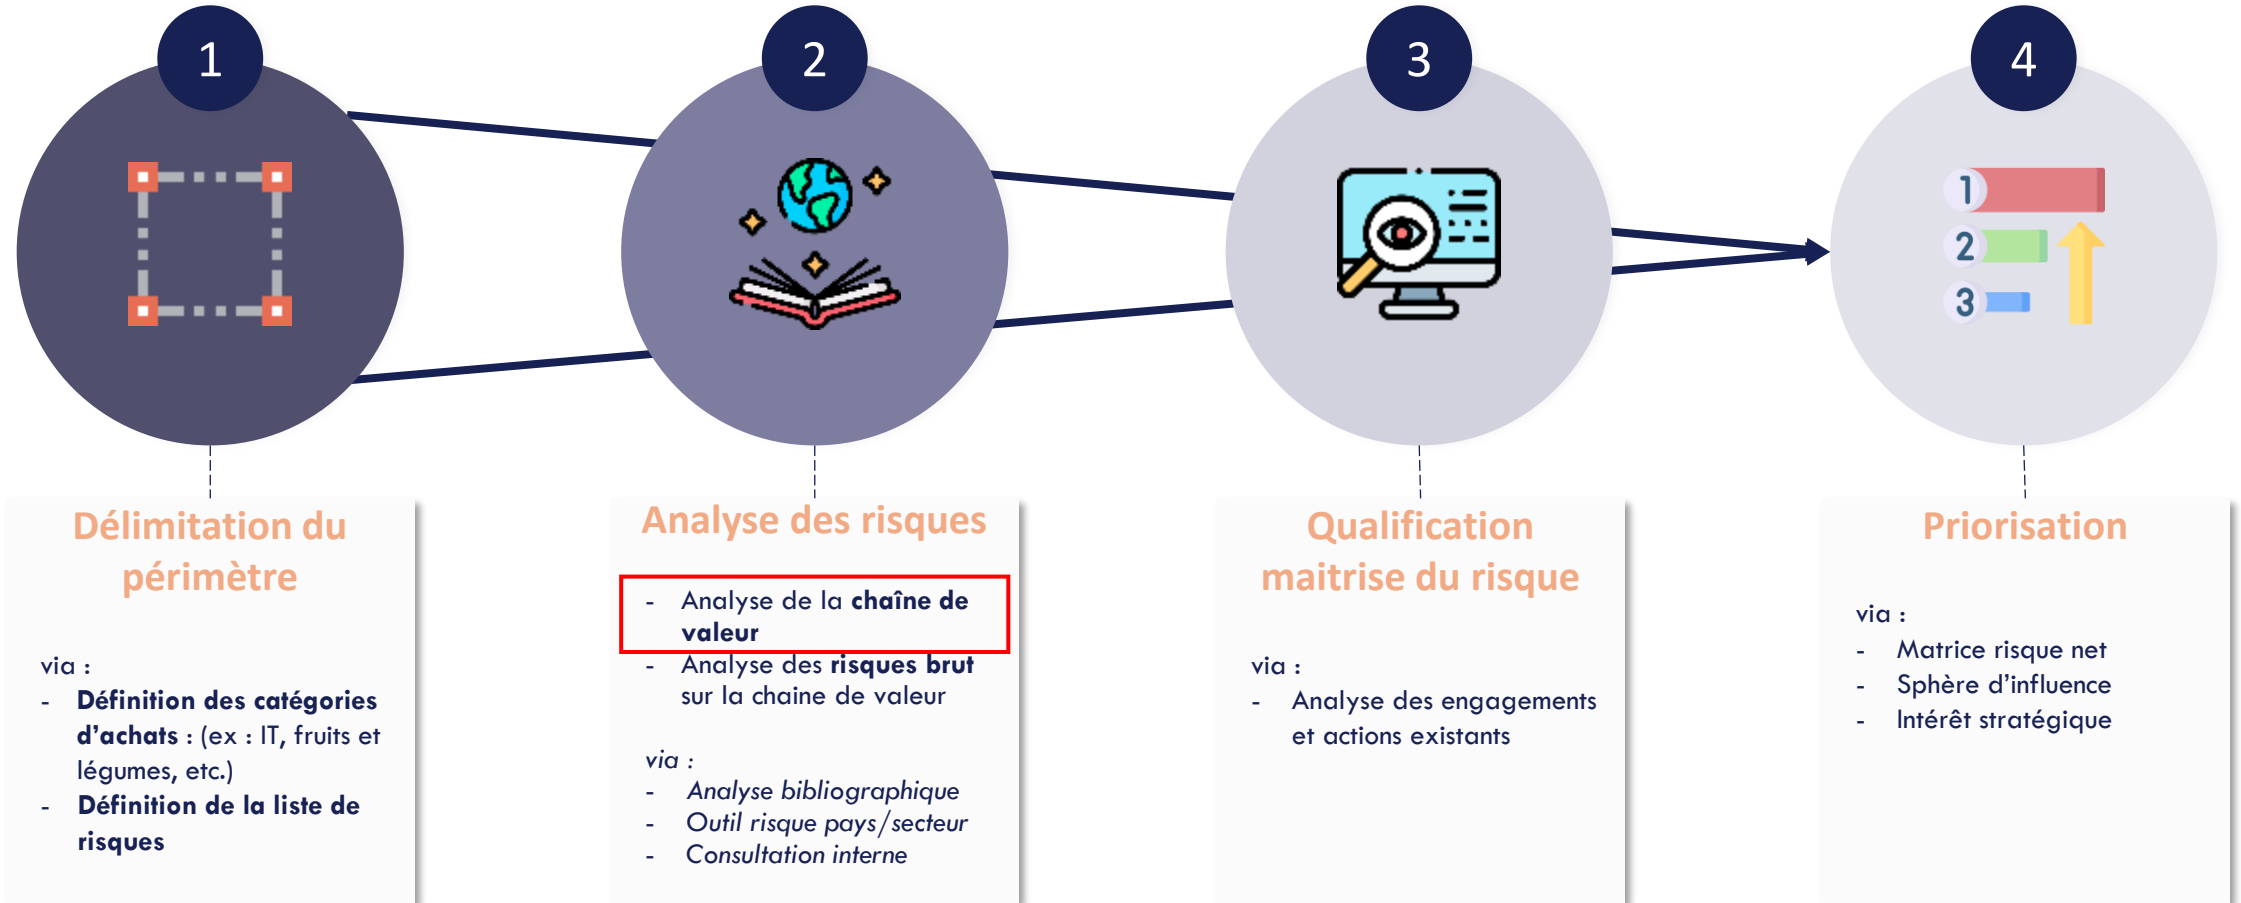 1
2
3
4
1
2
3
Délimitation du
périmètre
via :
- Définition des catégories
d'achats : (ex : IT, fruits et
légumes, etc.)
- Définition de la liste de
risques
Analyse des risques
- Analyse de la chaîne de
valeur
- Analyse des risques brut
sur la chaine de valeur
via :
- Analyse bibliographique
- Outil risque pays/secteur
- Consultation interne
Qualification
maitrise du risque
via :
- Analyse des engagements
et actions existants
Priorisation
via :
- Matrice risque net
- Sphère d'influence
- Intérêt stratégique